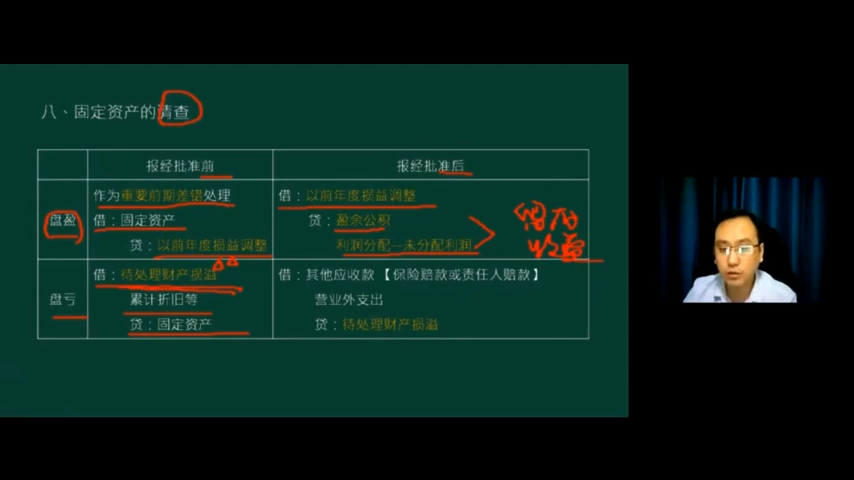 八、固定资产的清查
报经批准前
报经批准后
盘盈
作为重要前期差错处理
借：固定资产
贷：以前年度损益调整
借：以前年度损益调整
贷：盈余公积
利润分配—未分配利润
留存
收益
盘亏
借：待处理财产损溢
累计折旧等
贷：固定资产
借：其他应收款【保险赔款或责任人赔款】
营业外支出
贷：待处理财产损溢